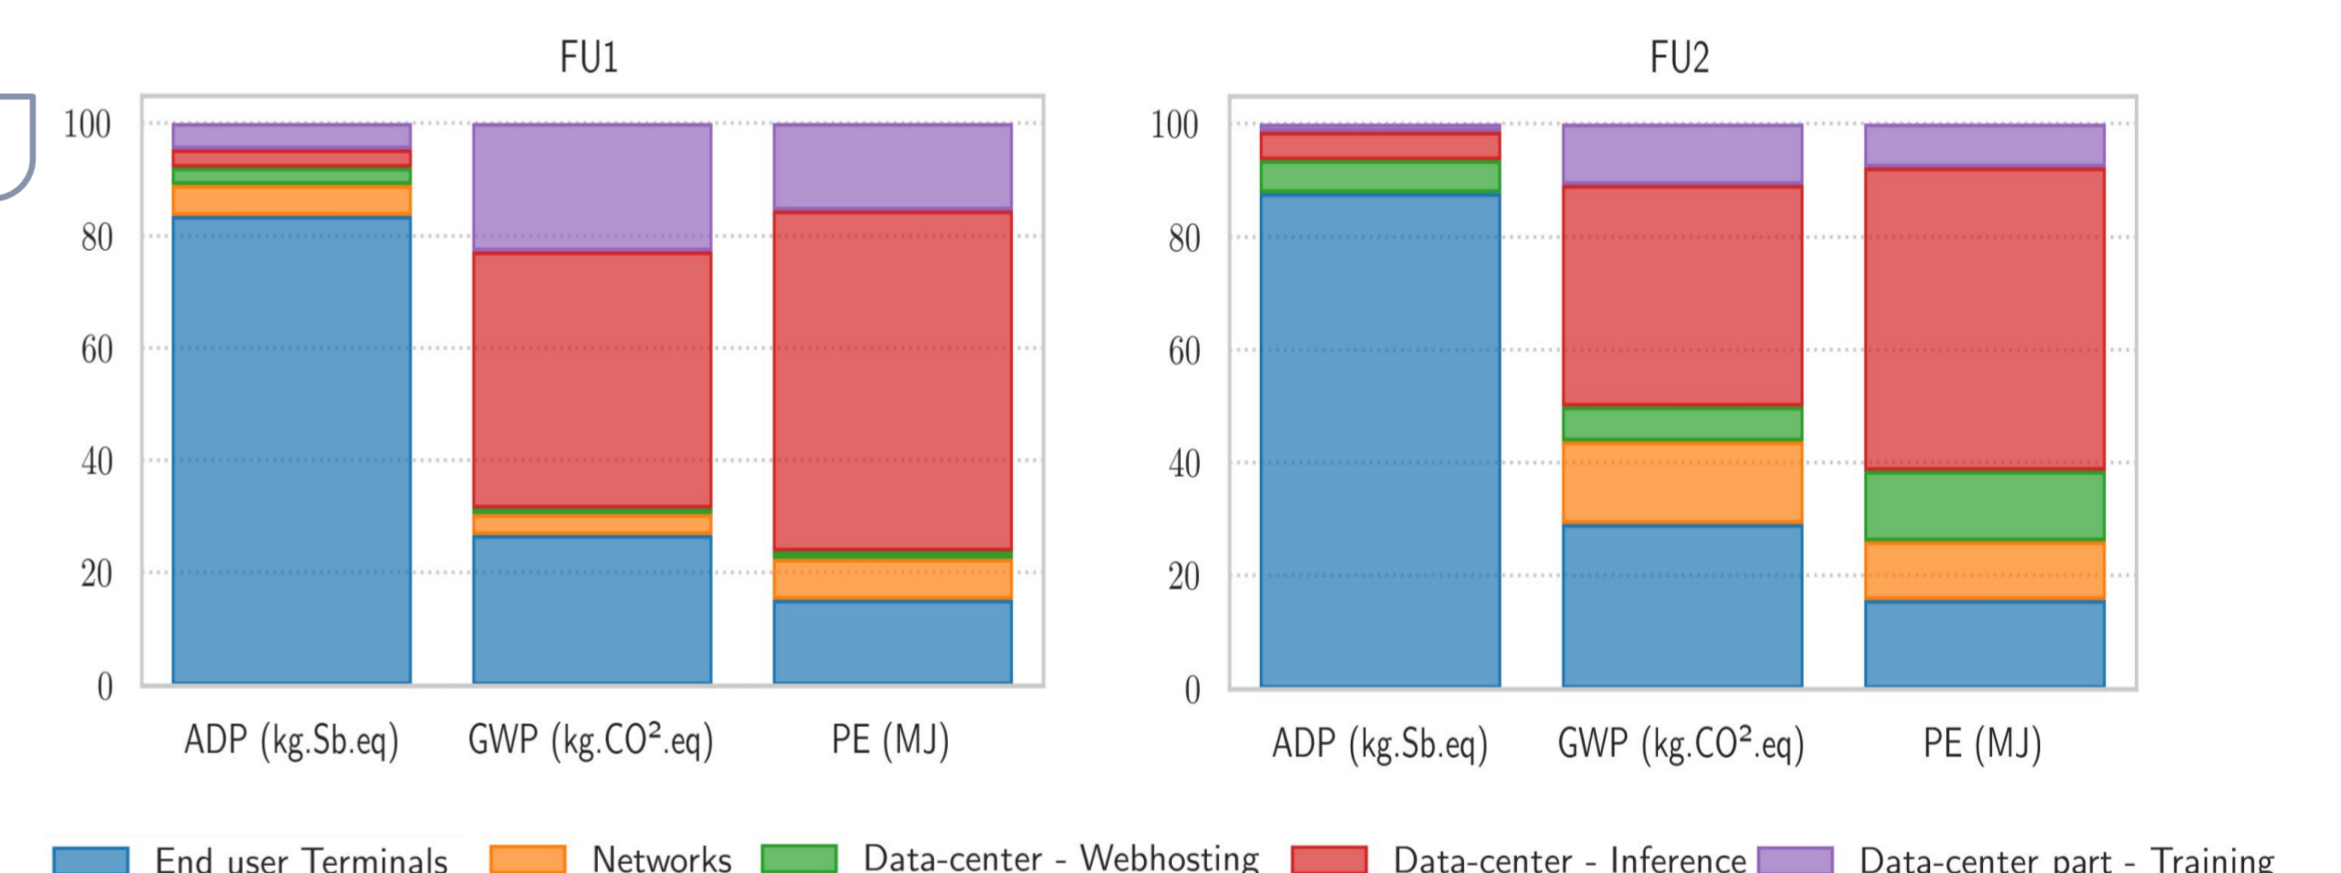 FU1
100
80
60
40
20
0
ADP (kg.Sb.eq) GWP (kg.CO².eq) PE (MJ)
FU2
100
80
60
40
20
0
ADP (kg.Sb.eq) GWP (kg.CO².eq) PE (MJ)
End user Terminals Networks Data-center - Webhosting Data-center - Inference Data-center part - Training